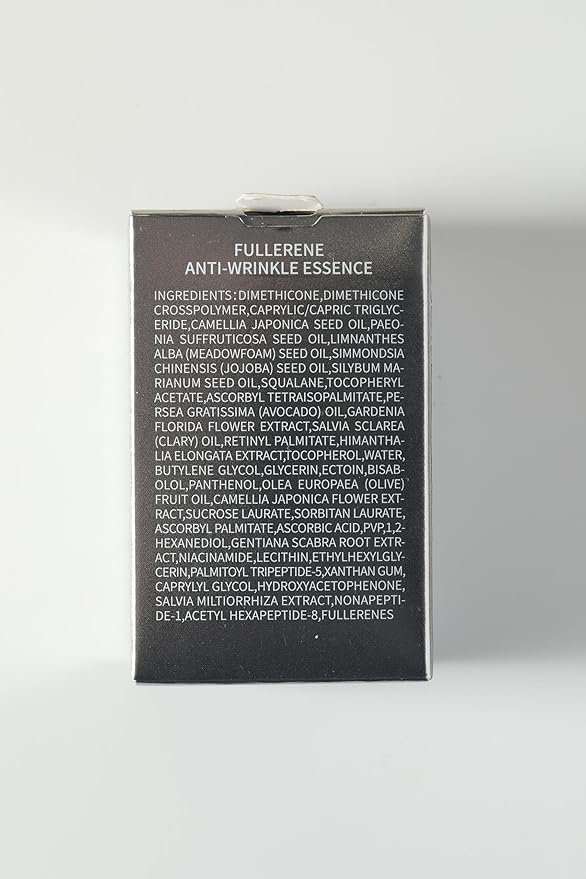 FULLERENE
ANTI-WRINKLE ESSENCE
INGREDIENTS:DIMETHICONE,DIMETHICONE
CROSSPOLYMER,CAPRYLIC/CAPRIC TRIGLYC-
ERIDE,CAMELLIA JAPONICA SEED OIL,PAEO-
NIA SUFFRUTICOSA SEED OIL,LIMNANTHES
ALBA (MEADOWFOAM) SEED OIL,SIMMONDSIA
CHINENSIS (JOJOBA) SEED OIL,SILYBUM MA-
RIANUM SEED OIL,SQUALANE,TOCOPHERYL
ACETATE,ASCORBYL TETRAISOPALMITATE,PE-
RSEA GRATISSIMA (AVOCADO) OIL,GARDENIA
FLORIDA FLOWER EXTRACT,SALVIA SCLAREA
(CLARY) OIL,RETINYL PALMITATE,HIMANTHA-
LIA ELONGATA EXTRACT,TOCOPHEROL,WATER,
BUTYLENE GLYCOL,GLYCERIN,ECTOIN,BISAB-
OLOL,PANTHENOL,OLEA EUROPAEA (OLIVE)
FRUIT OIL,CAMELLIA JAPONICA FLOWER EXT-
RACT,SUCROSE LAURATE,SORBITAN LAURATE,
ASCORBYL PALMITATE,ASCORBIC ACID,PVP,1,2-
HEXANEDIOL,GENTIANA SCABRA ROOT EXTR-
ACT,NIACINAMIDE,LECITHIN,ETHYLHEXYLGLY-
CERIN,PALMITOYL TRIPEPTIDE-5,XANTHAN GUM,
CAPRYLYL GLYCOL,HYDROXYACETOPHENONE,
SALVIA MILTIORRHIZA EXTRACT,NONAPEPTI-
DE-1,ACETYL HEXAPEPTIDE-8,FULLERENES